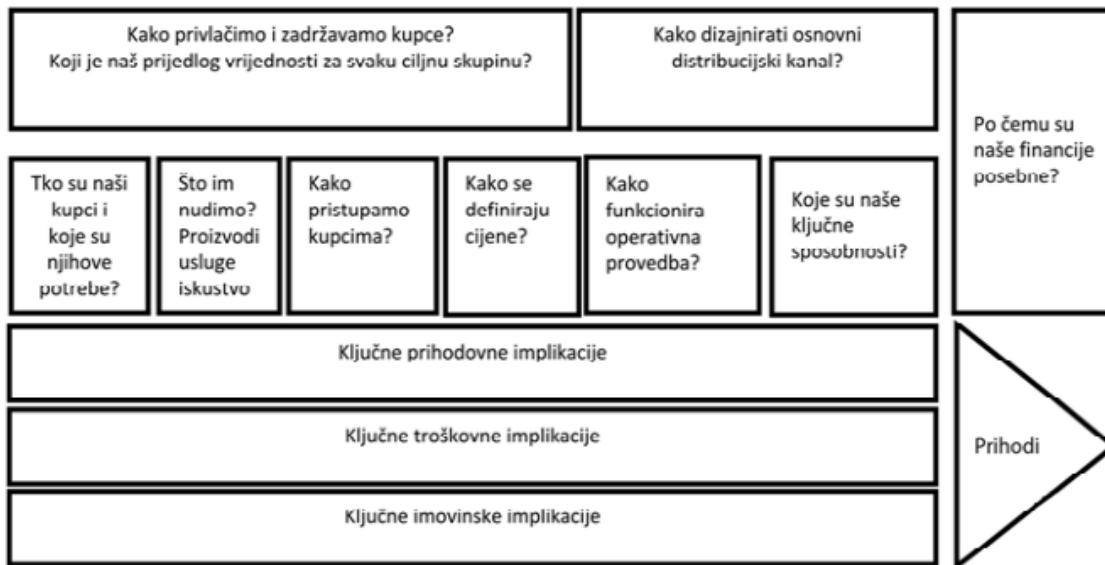 Kako privlačimo i zadržavamo kupce?
Koji je naš prijedlog vrijednosti za svaku ciljnu skupinu?
Kako dizajnirati osnovni
distribucijski kanal?
Po čemu su
naše financije
posebne?
Tko su naši
kupci i
koje su
njihove
potrebe?
Što im
nudimo?
Proizvodi
usluge
iskustvo
Kako
pristupamo
kupcima?
Kako se
definiraju
cijene?
Kako
funkcionira
operativna
provedba?
Koje su naše
ključne
sposobnosti?
Ključne prihodovne implikacije
Ključne troškovne implikacije
Ključne imovinske implikacije
Prihodi